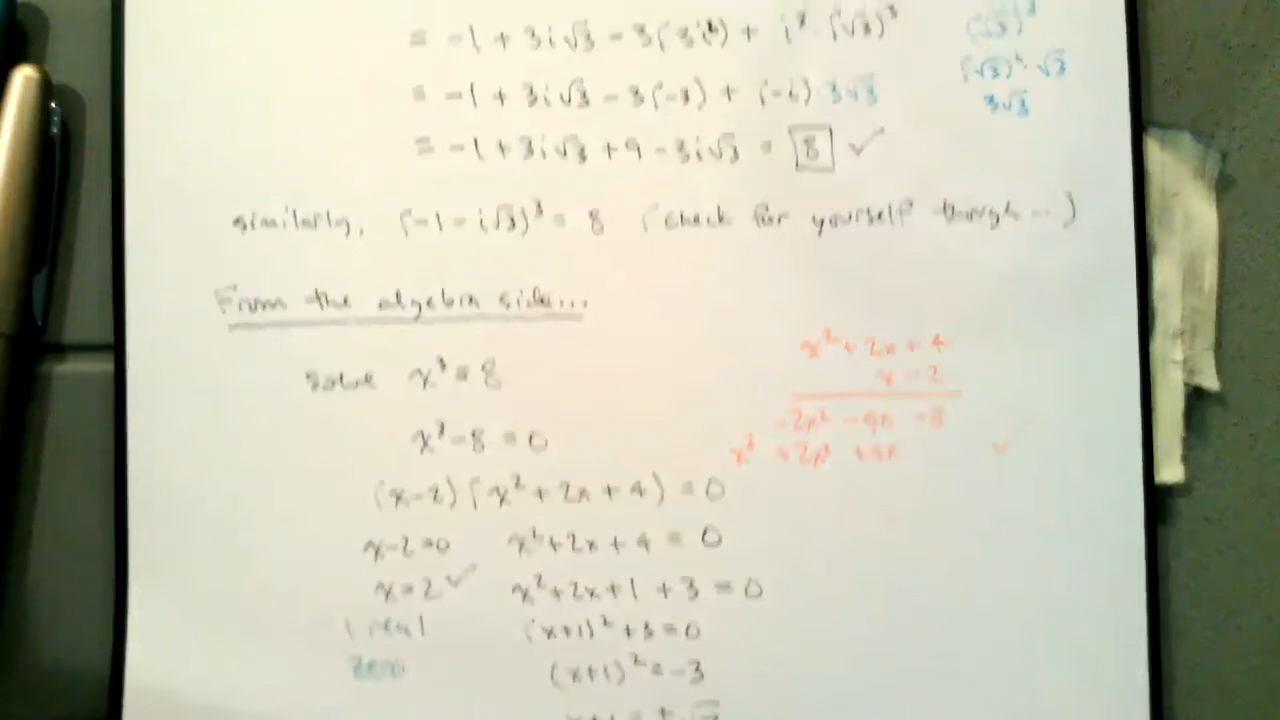 = -1 + 3i√3 - 3(3i²) + i³ · (√3)³
(√3)³
(√3)² · √3
= -1 + 3i√3 - 3(-3) + (-i) · 3√3
3√3
= -1 + 3i√3 + 9 - 3i√3 = 8 ✓
similarly, (-1 - i√3)³ = 8 (check for yourself though...)
From the algebra side...
solve x³ = 8
x³ - 8 = 0
(x-2)(x² + 2x + 4) = 0
x² + 2x + 4
x - 2
-2x² - 4x - 8
x³ + 2x² + 4x ✓
x-2=0 x² + 2x + 4 = 0
x=2 ✓ x² + 2x + 1 + 3 = 0
1 real
zero
(x+1)² + 3 = 0
(x+1)² = -3